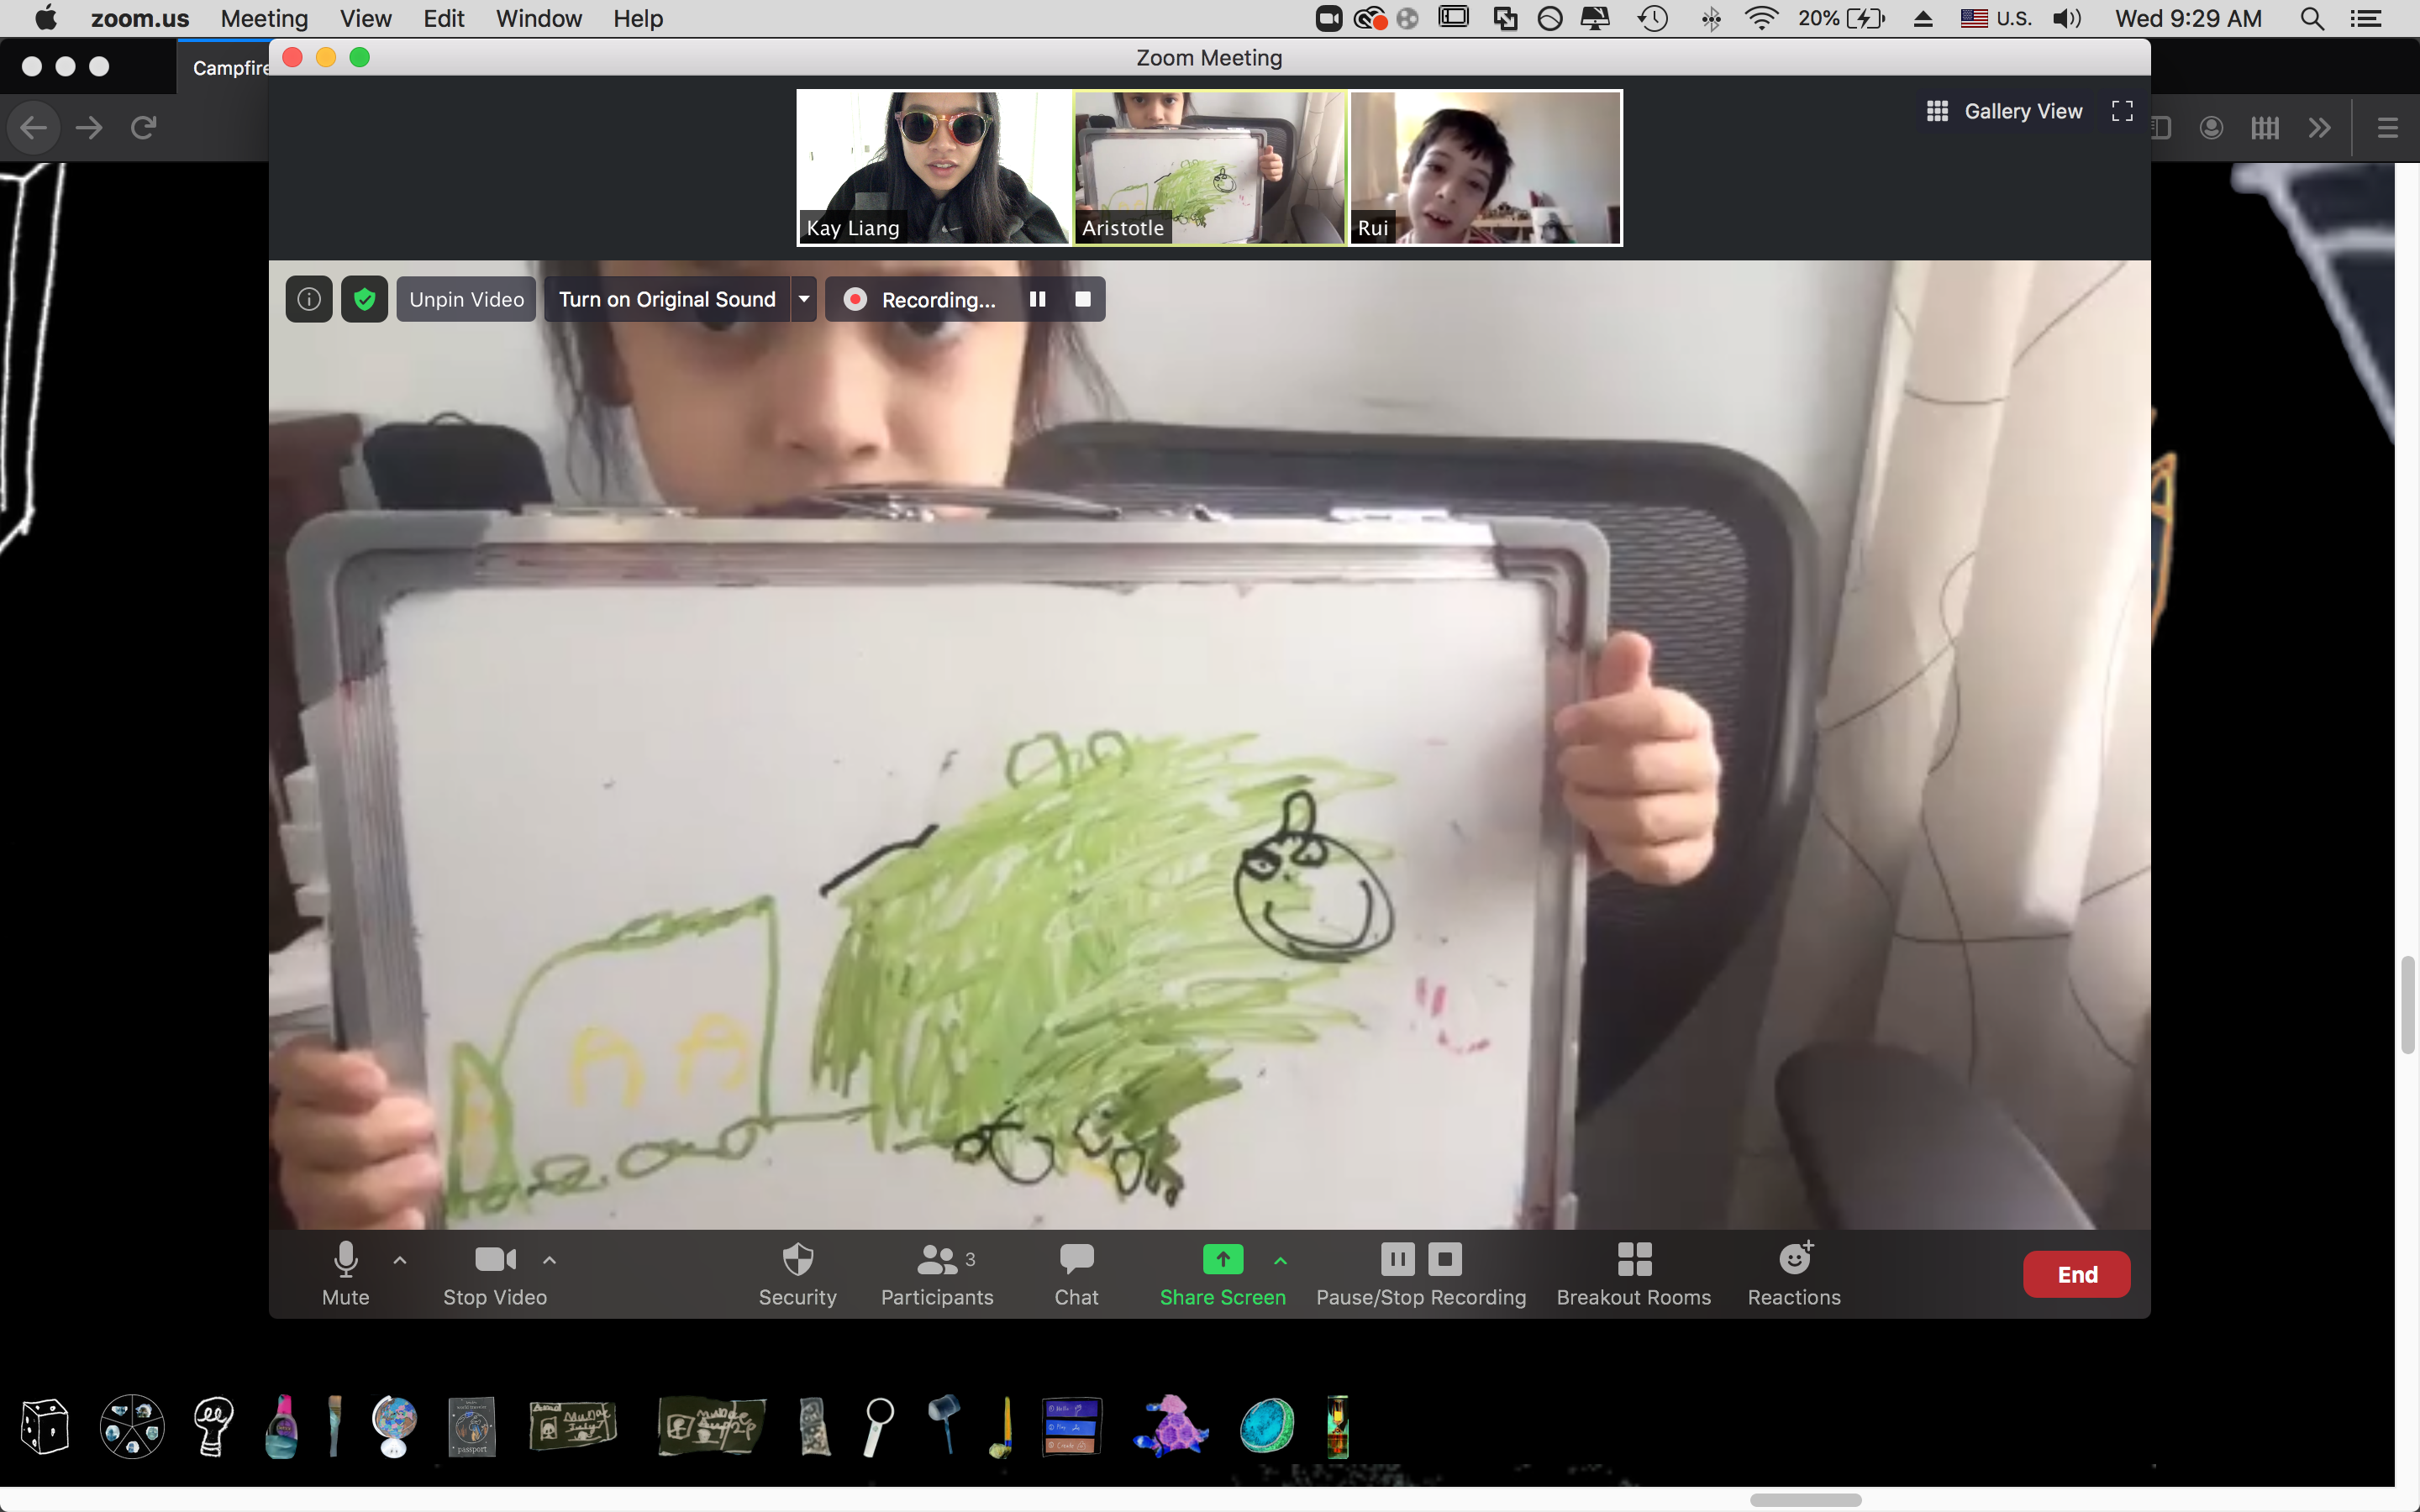 zoom.us Meeting View Edit Window Help 20% U.S. Wed 9:29 AM
Campfire
Zoom Meeting
Gallery View
Kay Liang Aristotle Rui
Unpin Video Turn on Original Sound Recording...
A A
3
Mute Stop Video Security Participants Chat Share Screen Pause/Stop Recording Breakout Rooms Reactions End
passport